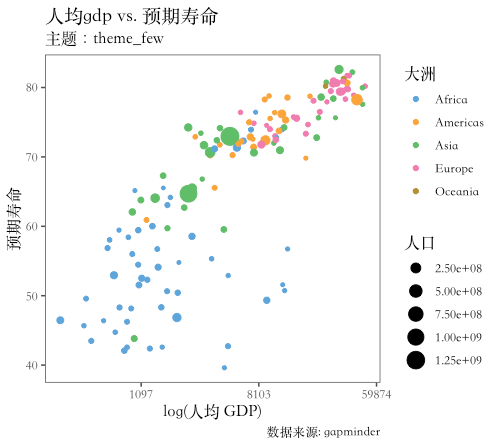 人均gdp vs. 预期寿命
主题：theme_few
预期寿命
80
70
60
50
40
1097
8103
59874
log(人均 GDP)
数据来源: gapminder
大洲
Africa
Americas
Asia
Europe
Oceania
人口
2.50e+08
5.00e+08
7.50e+08
1.00e+09
1.25e+09